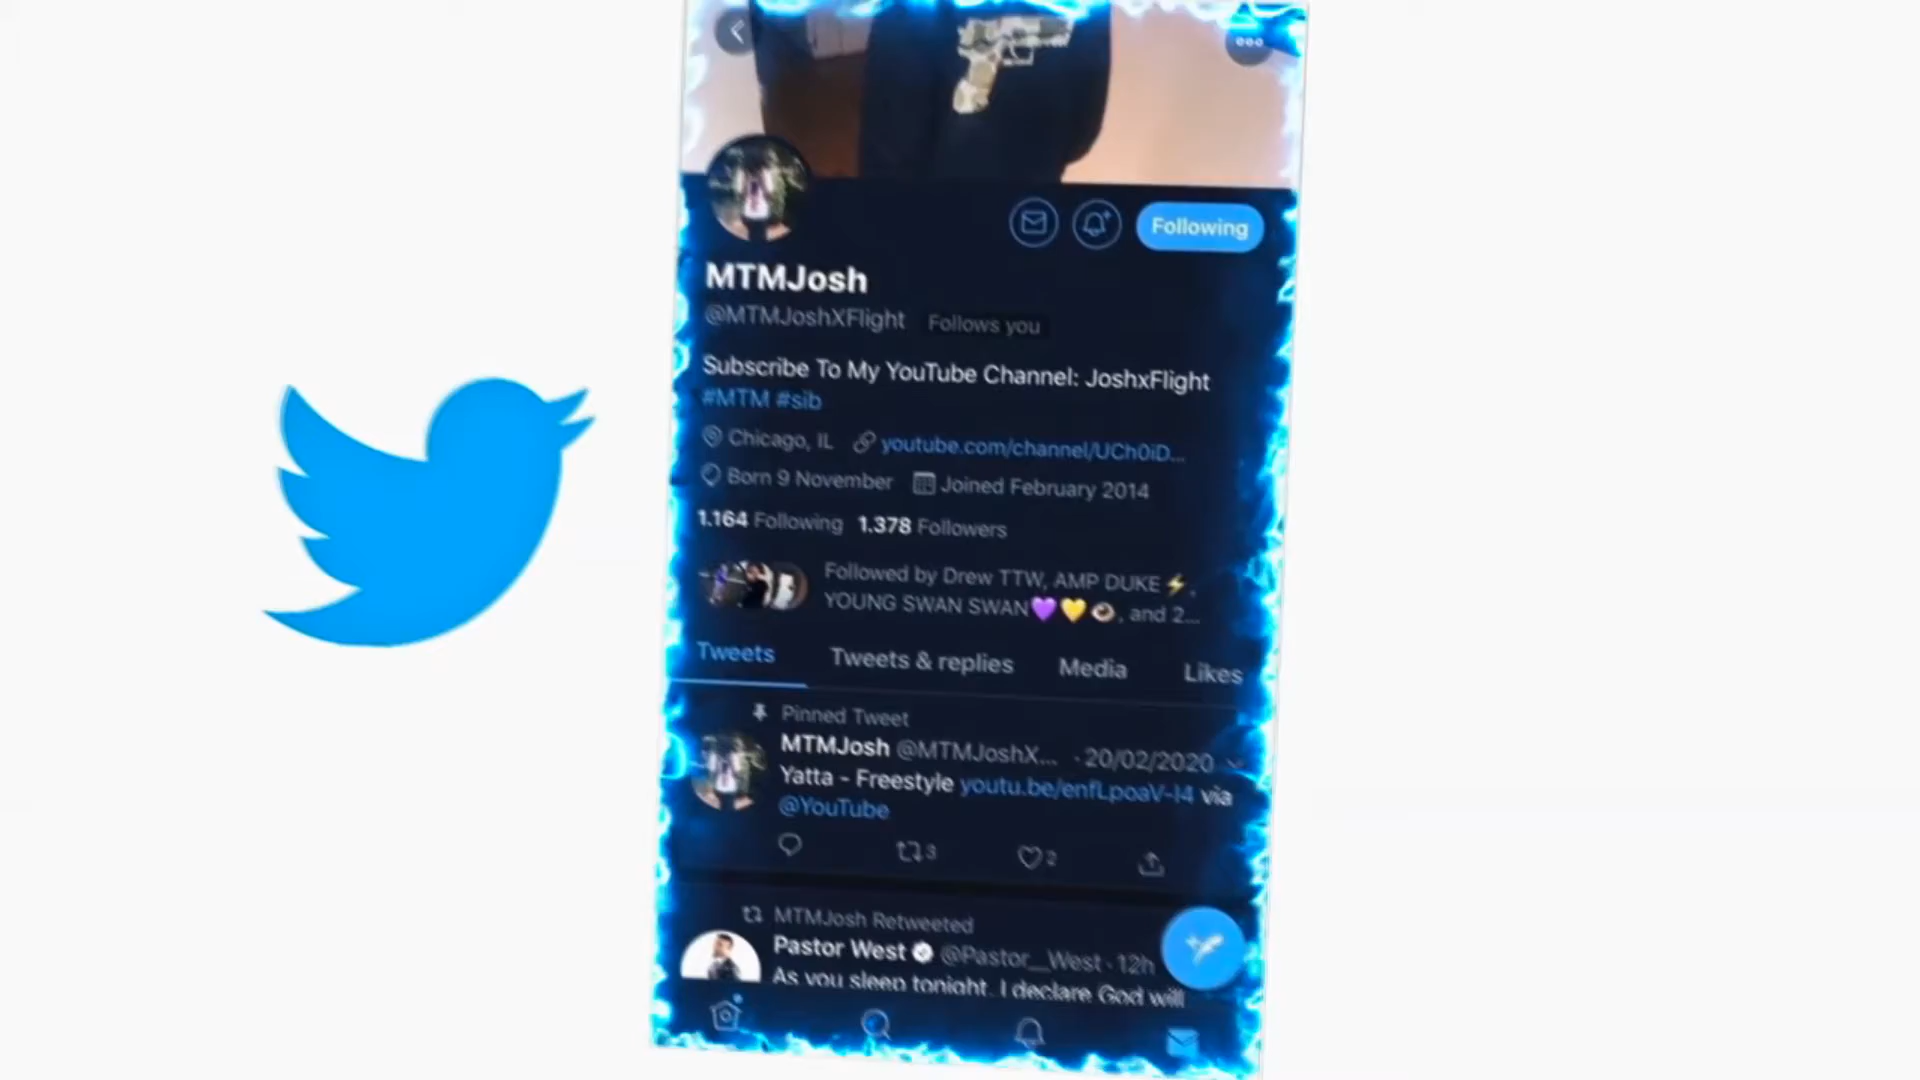 Following
MTMJosh
@MTMJoshXFlight Follows you
Subscribe To My YouTube Channel: JoshxFlight
#MTM #sib
Chicago, IL youtube.com/channel/UCh0iD...
Born 9 November Joined February 2014
1.164 Following 1.378 Followers
Followed by Drew TTW, AMP DUKE⚡,
YOUNG SWAN SWAN💜💛👁, and 2...
Tweets Tweets & replies Media Likes
Pinned Tweet
MTMJosh @MTMJoshX... · 20/02/2020
Yatta - Freestyle youtu.be/enfLpoaV-I4 via
@YouTube
3 2
MTMJosh Retweeted
Pastor West @Pastor__West · 12h
As you sleep tonight, I declare God will